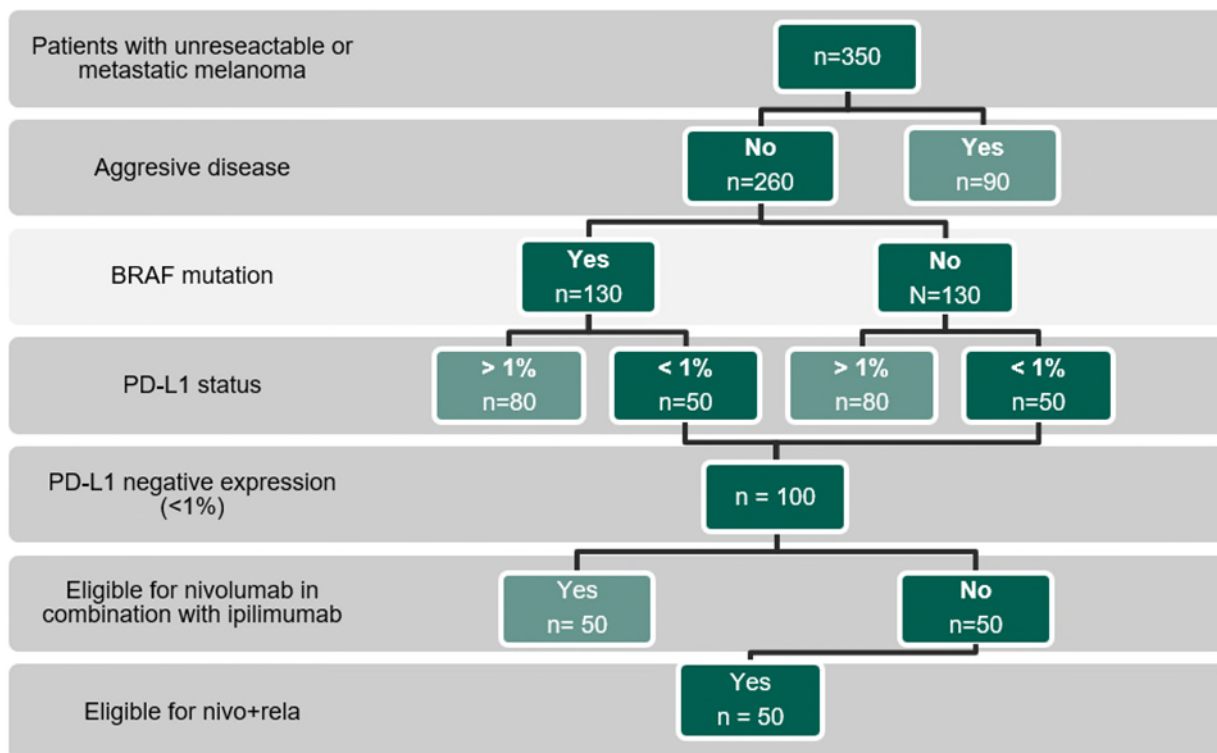 Patients with unreseactable or
metastatic melanoma
n=350
Aggresive disease
No
n=260
Yes
n=90
BRAF mutation
Yes
n=130
No
N=130
PD-L1 status
> 1%
n=80
< 1%
n=50
> 1%
n=80
< 1%
n=50
PD-L1 negative expression
(<1%)
n = 100
Eligible for nivolumab in
combination with ipilimumab
Yes
n= 50
No
n=50
Eligible for nivo+rela
Yes
n = 50